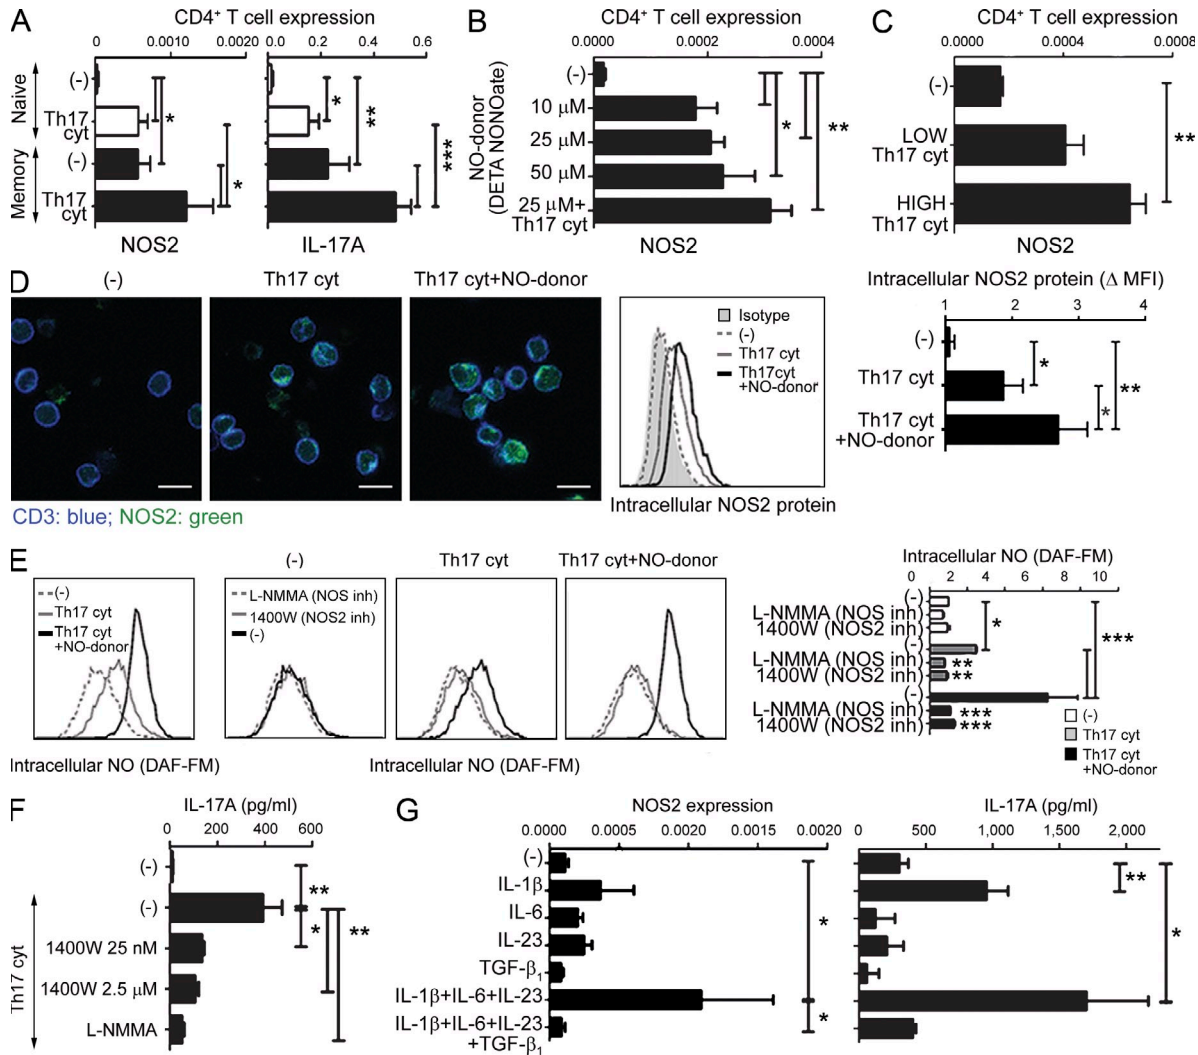 A
CD4+ T cell expression
0 0.0010 0.0020
0 0.2 0.4 0.6
Naive
Memory
(-)
Th17
cyt
(-)
Th17
cyt
*
*
*
**
***
NOS2
IL-17A
B
CD4+ T cell expression
0.0000 0.0002 0.0004
NO-donor
(DETA NONOate)
(-)
10 µM
25 µM
50 µM
25 µM+
Th17 cyt
*
**
NOS2
C
CD4+ T cell expression
0.0000 0.0004 0.0008
(-)
LOW
Th17 cyt
HIGH
Th17 cyt
**
NOS2
D
(-)
Th17 cyt
Th17 cyt+NO-donor
Isotype
(-)
Th17 cyt
Th17cyt
+NO-donor
Intracellular NOS2 protein
CD3: blue; NOS2: green
Intracellular NOS2 protein (Δ MFI)
1 2 3 4
(-)
Th17 cyt
Th17 cyt
+NO-donor
*
*
**
E
(-)
Th17 cyt
Th17 cyt
+NO-donor
Intracellular NO (DAF-FM)
(-)
Th17 cyt
Th17 cyt+NO-donor
L-NMMA (NOS inh)
1400W (NOS2 inh)
(-)
Intracellular NO (DAF-FM)
Intracellular NO (DAF-FM)
0 2 4 6 8 10
(-)
L-NMMA (NOS inh)
1400W (NOS2 inh)
(-)
L-NMMA (NOS inh)
1400W (NOS2 inh)
(-)
L-NMMA (NOS inh)
1400W (NOS2 inh)
*
***
**
**
***
***
(-)
Th17 cyt
Th17 cyt
+NO-donor
F
IL-17A (pg/ml)
0 200 400 600
Th17 cyt
(-)
(-)
1400W 25 nM
1400W 2.5 µM
L-NMMA
**
*
**
G
NOS2 expression
0.0000 0.0005 0.0020 0.0015 0.0020
(-)
IL-1β
IL-6
IL-23
TGF-β1
IL-1β+IL-6+IL-23
IL-1β+IL-6+IL-23
+TGF-β1
*
*
IL-17A (pg/ml)
0 500 1,000 2,000
**
*